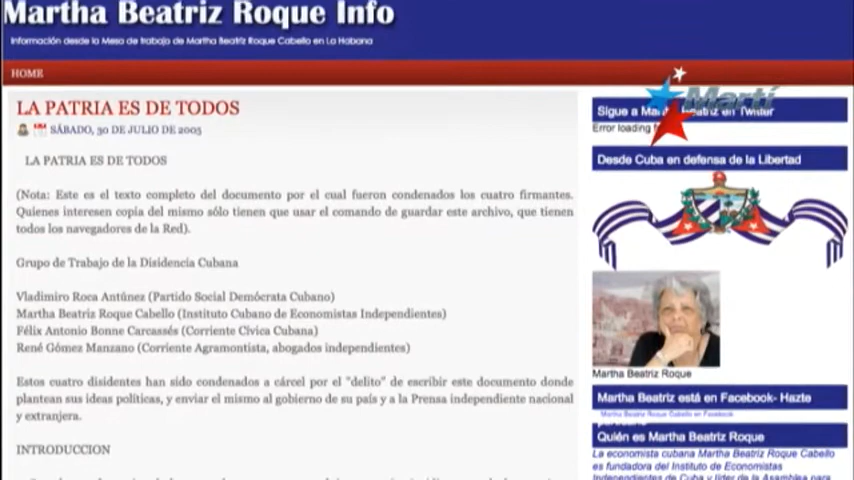 Martha Beatriz Roque Info
Información desde la Mesa de trabajo de Martha Beatriz Roque Cabello en La Habana
HOME
LA PATRIA ES DE TODOS
SÁBADO, 30 DE JULIO DE 2005
LA PATRIA ES DE TODOS
(Nota: Este es el texto completo del documento por el cual fueron condenados los cuatro firmantes.
Quienes interesen copia del mismo sólo tienen que usar el comando de guardar este archivo, que tienen
todos los navegadores de la Red).
Grupo de Trabajo de la Disidencia Cubana
Vladimiro Roca Antúnez (Partido Social Demócrata Cubano)
Martha Beatriz Roque Cabello (Instituto Cubano de Economistas Independientes)
Félix Antonio Bonne Carcassés (Corriente Cívica Cubana)
René Gómez Manzano (Corriente Agramontista, abogados independientes)
Estos cuatro disidentes han sido condenados a cárcel por el "delito" de escribir este documento donde
plantean sus ideas políticas, y enviar el mismo al gobierno de su país y a la Prensa independiente nacional
y extranjera.
INTRODUCCION
Martí
Sigue a Martha Beatriz en Twitter
Error loading
Desde Cuba en defensa de la Libertad
Martha Beatriz Roque
Martha Beatriz está en Facebook- Hazte
Martha Beatriz Roque Cabello en Facebook
Quién es Martha Beatriz Roque
La economista cubana Martha Beatriz Roque Cabello
es fundadora del Instituto de Economistas
Independientes de Cuba y líder de la Asamblea para